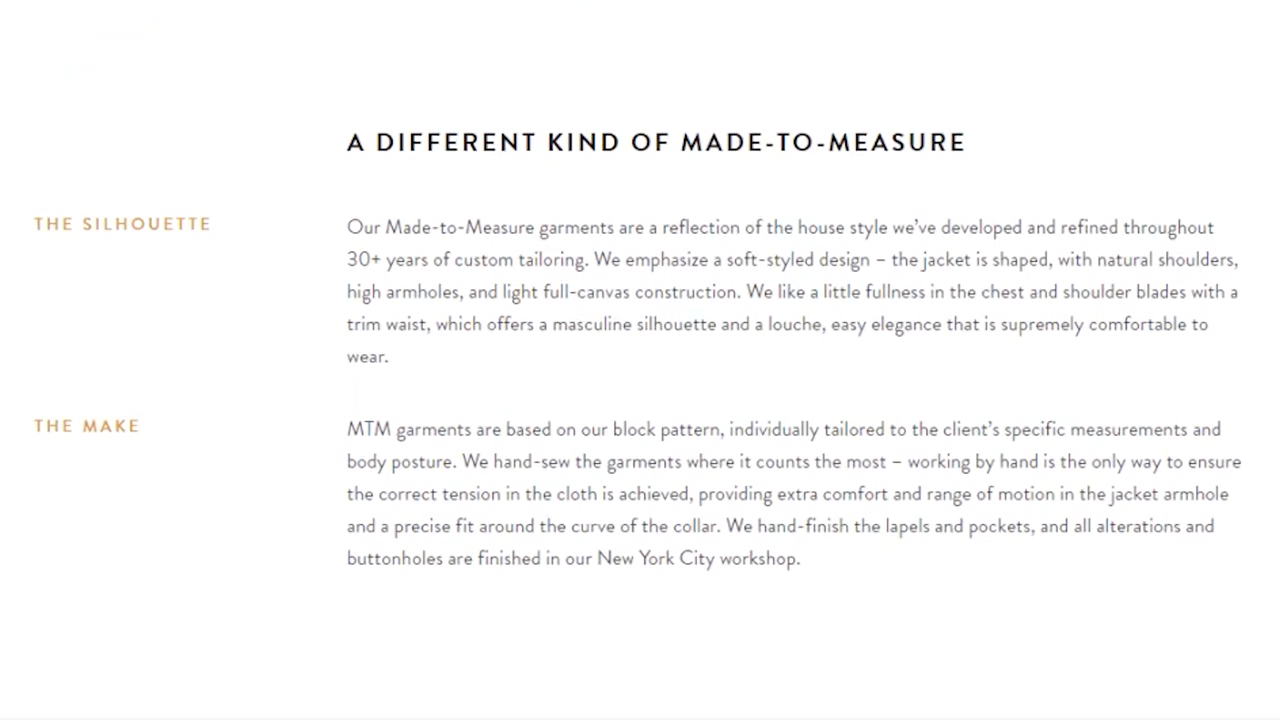 A DIFFERENT KIND OF MADE-TO-MEASURE
THE SILHOUETTE
Our Made-to-Measure garments are a reflection of the house style we've developed and refined throughout
30+ years of custom tailoring. We emphasize a soft-styled design – the jacket is shaped, with natural shoulders,
high armholes, and light full-canvas construction. We like a little fullness in the chest and shoulder blades with a
trim waist, which offers a masculine silhouette and a louche, easy elegance that is supremely comfortable to
wear.
THE MAKE
MTM garments are based on our block pattern, individually tailored to the client's specific measurements and
body posture. We hand-sew the garments where it counts the most – working by hand is the only way to ensure
the correct tension in the cloth is achieved, providing extra comfort and range of motion in the jacket armhole
and a precise fit around the curve of the collar. We hand-finish the lapels and pockets, and all alterations and
buttonholes are finished in our New York City workshop.